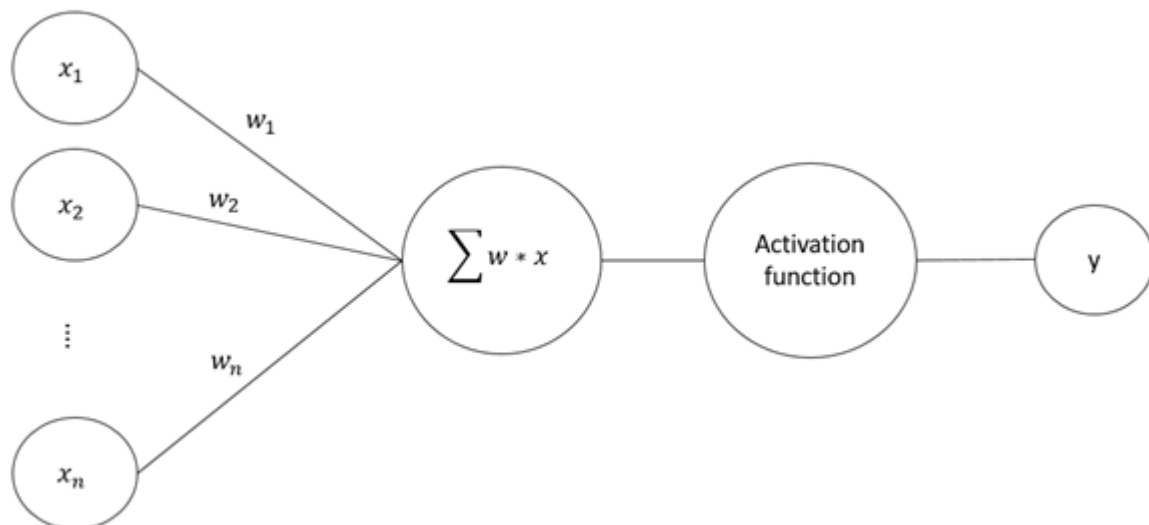 x₁
w₁
x₂
w₂
∑ w * x
Activation
function
y
⁞
wₙ
xₙ